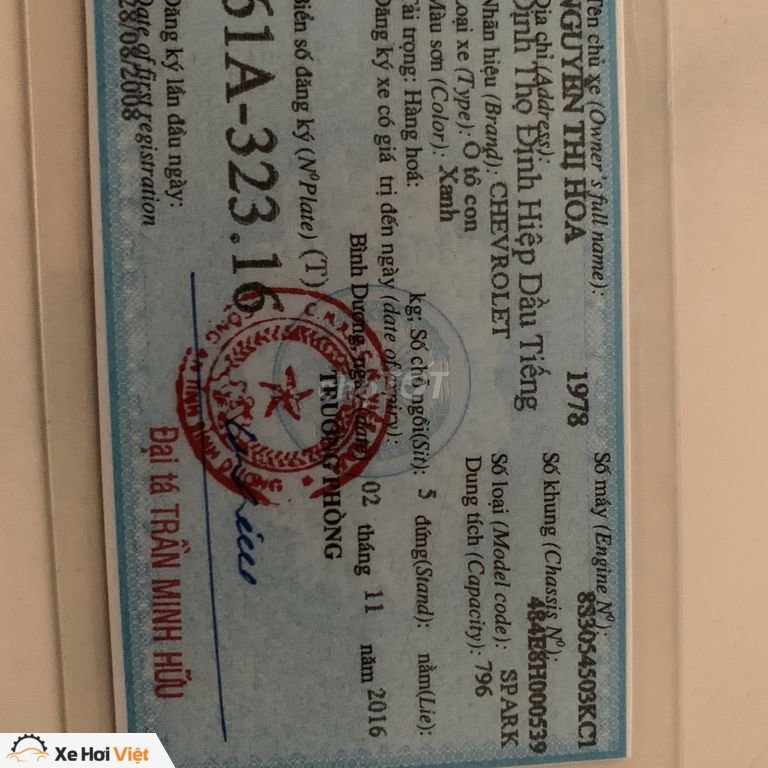 Tên chủ xe (Owner's full name):
NGUYỄN THỊ HOA 1978
Số máy (Engine Nº):
8S3054503KC1
Địa chỉ (Address):
Định Thọ Định Hiệp Dầu Tiếng
Số khung (Chassis Nº):
484E8H000539
Nhãn hiệu (Brand): CHEVROLET
Số loại (Model code): SPARK
Loại xe (Type): Ô tô con
Dung tích (Capacity): 796
Màu sơn (Color): Xanh
Tải trọng: Hàng hoá: kg; Số chỗ ngồi(Sit): 5 đứng(Stand): nằm(Lie):
Đăng ký xe có giá trị đến ngày (date of expiry):
Bình Dương, ngày (date) 02 tháng 11 năm 2016
Biển số đăng ký (NºPlate) (T) TRƯỞNG PHÒNG
61A-323.16
Đăng ký lần đầu ngày:
Date of first registration
28/08/2008
Đại tá TRẦN MINH HỮU
Xe Hơi Việt